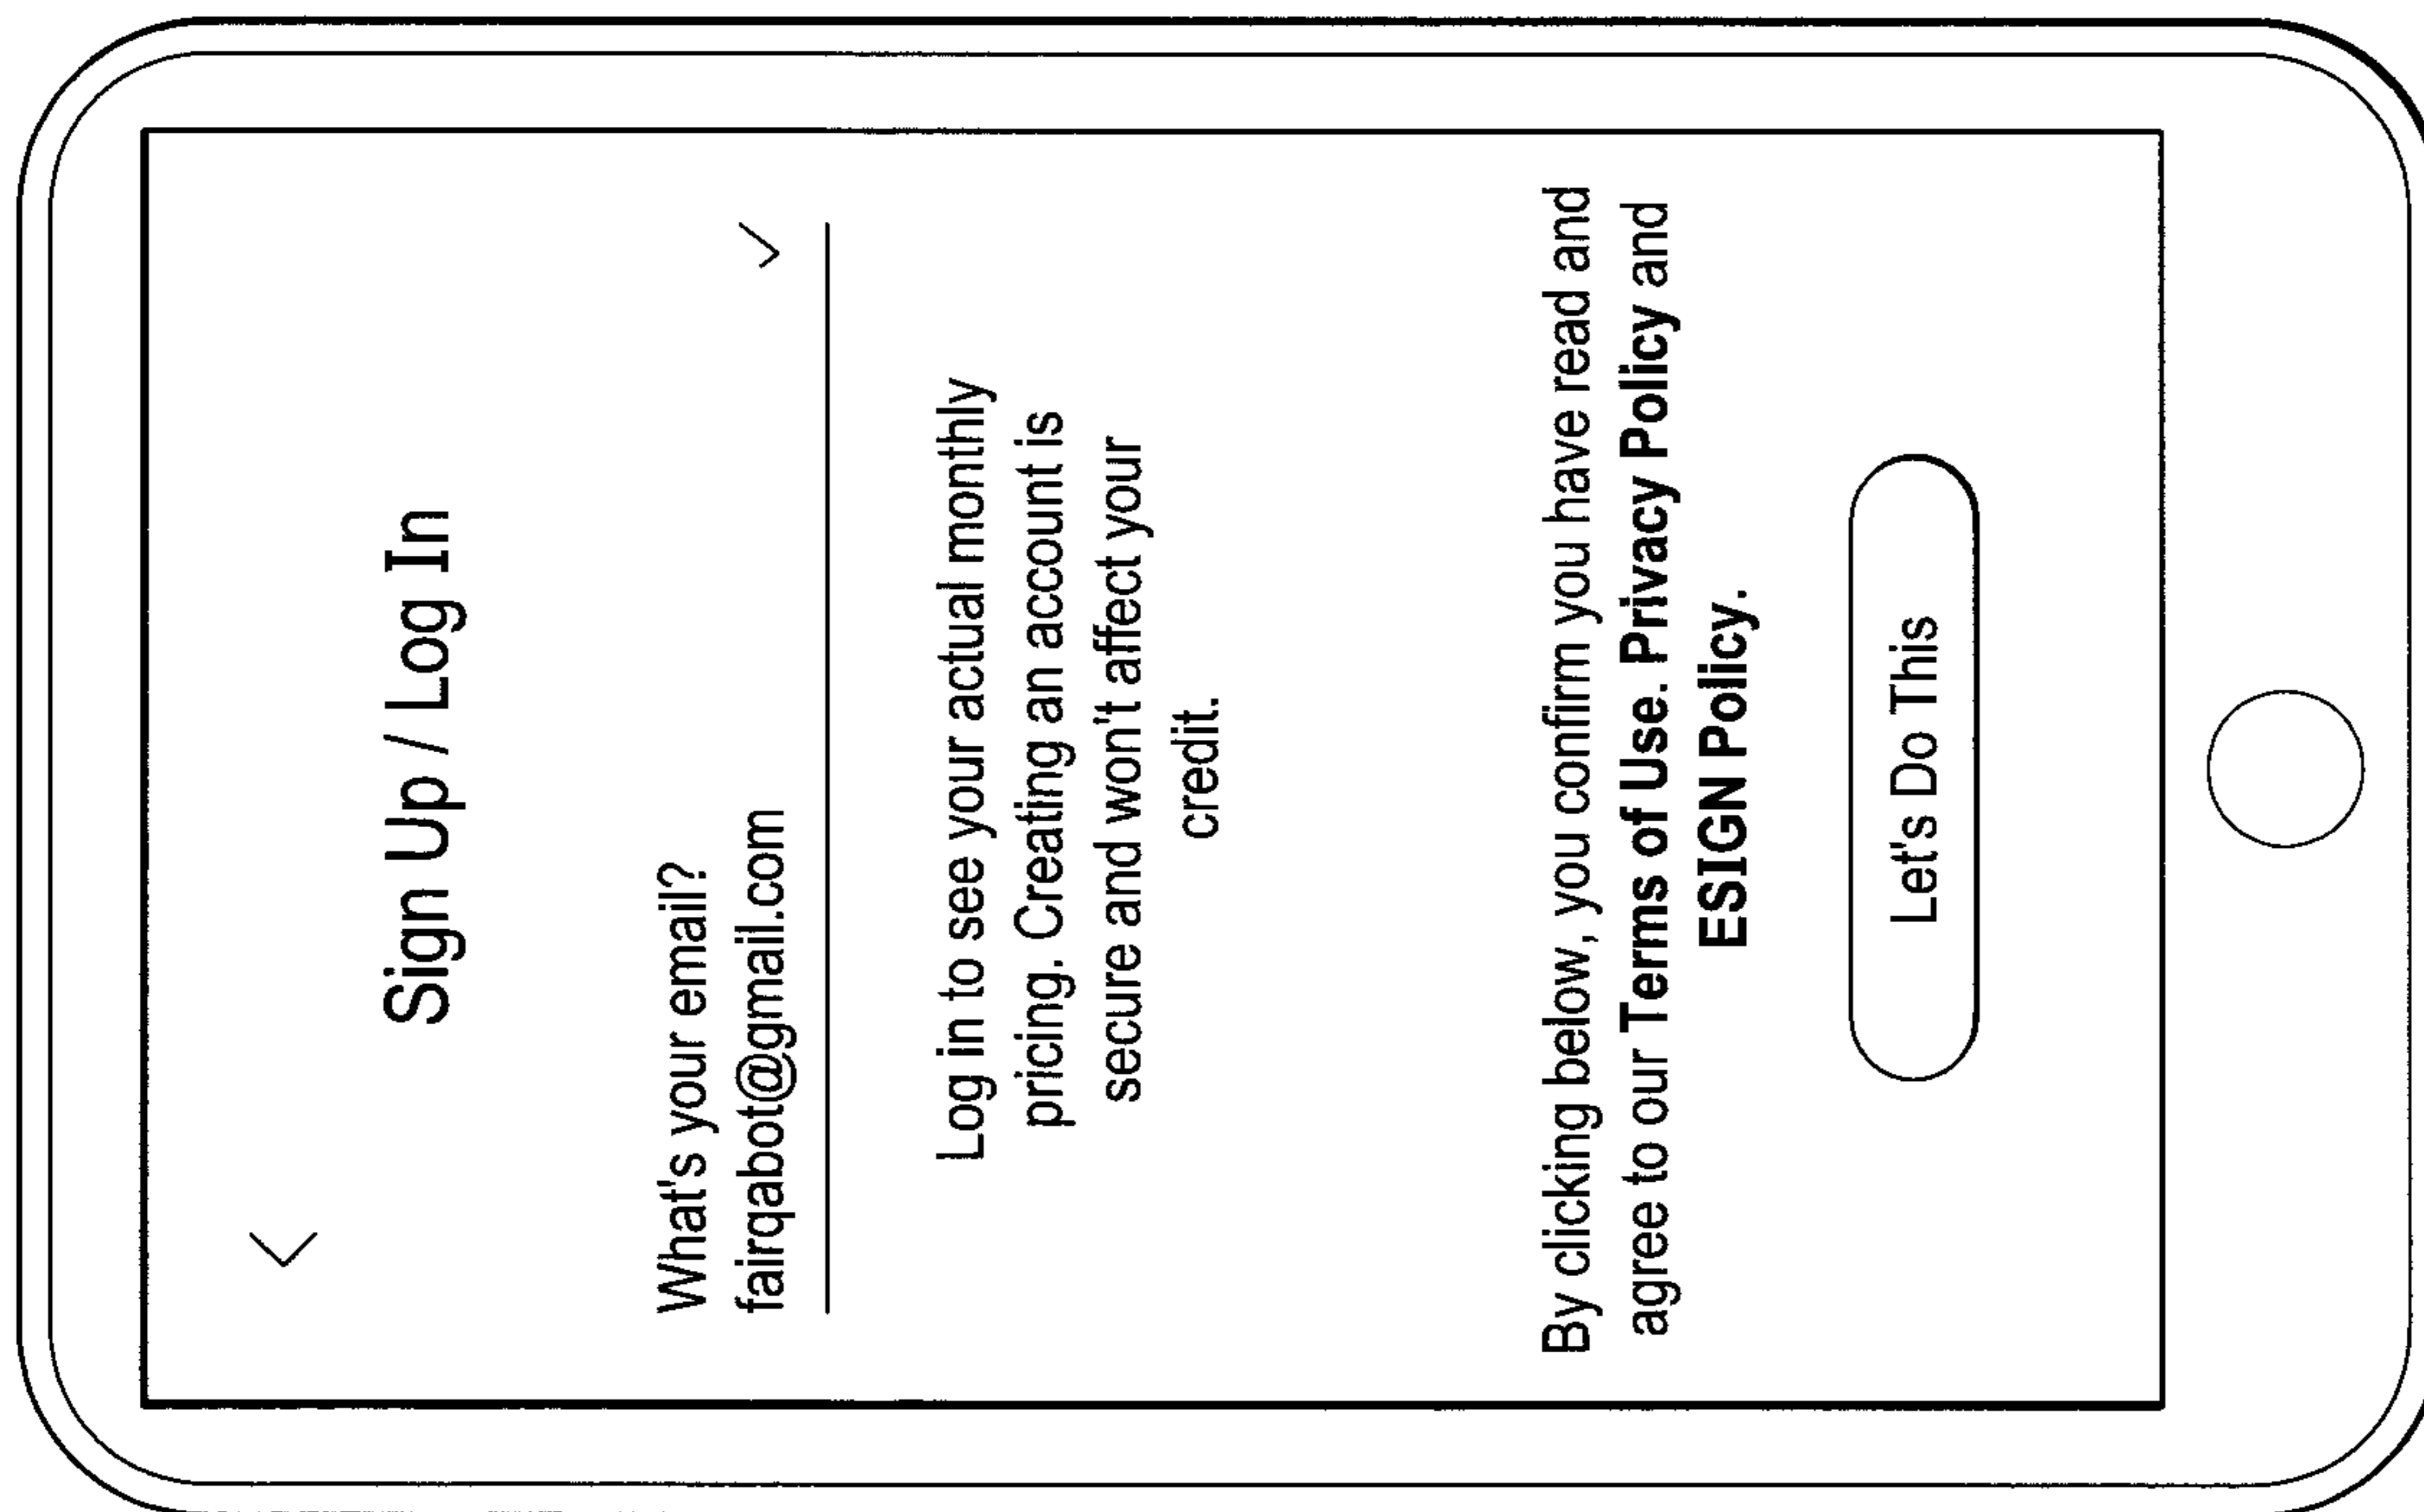 Sign Up / Log In
What's your email?
fairqabot@gmail.com
Log in to see your actual monthly
pricing. Creating an account is
secure and won't affect your
credit.
By clicking below, you confirm you have read and
agree to our Terms of Use. Privacy Policy and
ESIGN Policy.
Let's Do This